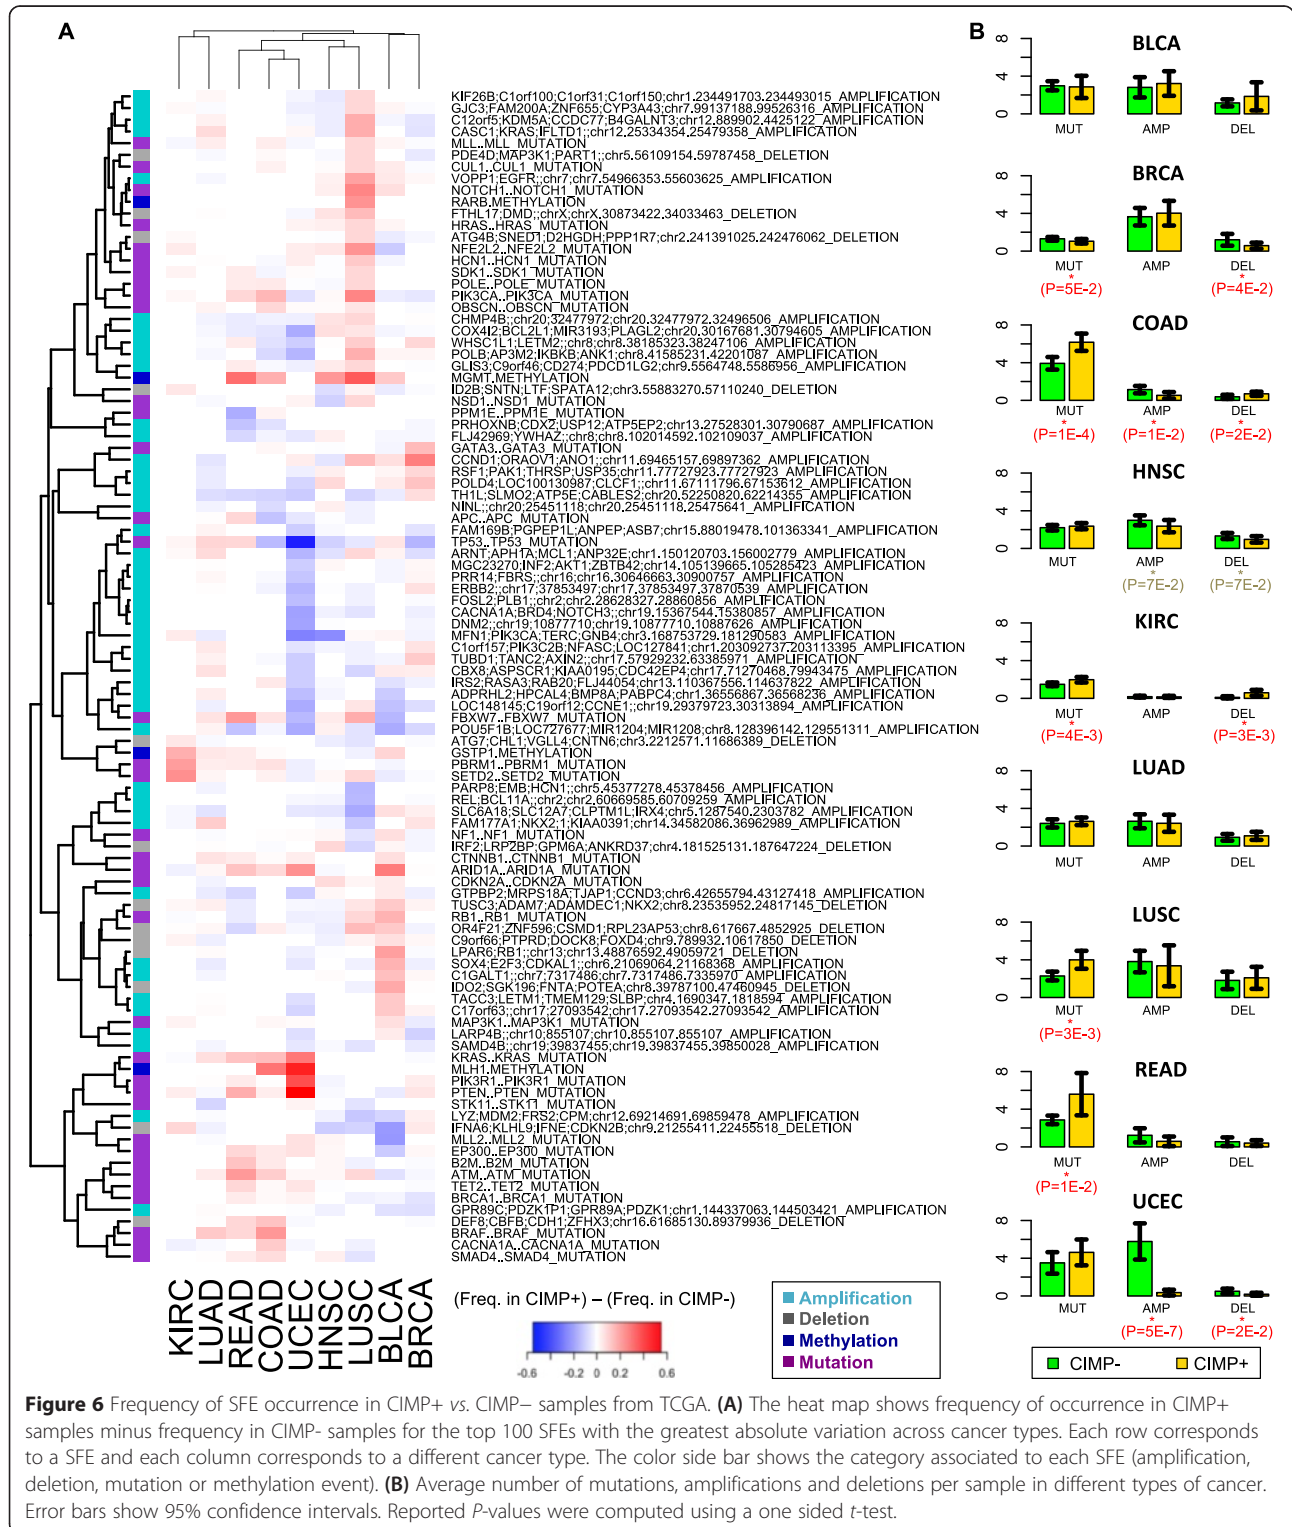 A
KIF26B;C1orf100;C1orf31;C1orf150;chr1.234491703.234493015_AMPLIFICATION
GJC3;FAM200A;ZNF655;CYP3A43;chr7.99137188.99526316_AMPLIFICATION
C12orf5;KDM5A;CCDC77;B4GALNT3;chr12.889902.4425122_AMPLIFICATION
CASC1;KRAS;IFLTD1;;chr12.25334354.25479358_AMPLIFICATION
MLL..MLL_MUTATION
PDE4D;MAP3K1;PART1;;chr5.56109154.59787458_DELETION
CUL1..CUL1_MUTATION
VOPP1;EGFR;;chr7;chr7.54966353.55603625_AMPLIFICATION
NOTCH1..NOTCH1_MUTATION
RARB.METHYLATION
FTHL17;DMD;;chrX;chrX.30873422.34033463_DELETION
HRAS..HRAS_MUTATION
ATG4B;SNED1;D2HGDH;PPP1R7;chr2.241391025.242476062_DELETION
NFE2L2..NFE2L2_MUTATION
HCN1..HCN1_MUTATION
SDK1..SDK1_MUTATION
POLE..POLE_MUTATION
PIK3CA..PIK3CA_MUTATION
OBSCN..OBSCN_MUTATION
CHMP4B;;chr20;32477972;chr20.32477972.32496506_AMPLIFICATION
COX4I2;BCL2L1;MIR3193;PLAGL2;chr20.30167681.30794605_AMPLIFICATION
WHSC1L1;LETM2;;chr8;chr8.38185323.38247106_AMPLIFICATION
POLB;AP3M2;IKBKB;ANK1;chr8.41585231.42201087_AMPLIFICATION
GLIS3;C9orf46;CD274;PDCD1LG2;chr9.5564748.5586956_AMPLIFICATION
MGMT.METHYLATION
ID2B;SNTN;LTF;SPATA12;chr3.55883270.57110240_DELETION
NSD1..NSD1_MUTATION
PPM1E..PPM1E_MUTATION
PRHOXNB;CDX2;USP12;ATP5EP2;chr13.27528301.30790687_AMPLIFICATION
FLJ42969;YWHAZ;;chr8;chr8.102014592.102109037_AMPLIFICATION
GATA3..GATA3_MUTATION
CCND1;ORAOV1;ANO1;;chr11.69465157.69897362_AMPLIFICATION
RSF1;PAK1;THRSP;USP35;chr11.77727923.77727923_AMPLIFICATION
POLD4;LOC100130987;CLCF1;;chr11.67111796.67153612_AMPLIFICATION
TH1L;SLMO2;ATP5E;CABLES2;chr20.52250820.62214355_AMPLIFICATION
NINL;;chr20;25451118;chr20.25451118.25475641_AMPLIFICATION
APC..APC_MUTATION
FAM169B;PGPEP1L;ANPEP;ASB7;chr15.88019478.101363341_AMPLIFICATION
TP53..TP53_MUTATION
ARNT;APH1A;MCL1;ANP32E;chr1.150120703.156002779_AMPLIFICATION
MGC23270;INF2;AKT1;ZBTB42;chr14.105139665.105285423_AMPLIFICATION
PRR14;FBRS;;chr16;chr16.30646663.30900757_AMPLIFICATION
ERBB2;;chr17;37853497;chr17.37853497.37870539_AMPLIFICATION
FOSL2;PLB1;;chr2;chr2.28628327.28860856_AMPLIFICATION
CACNA1A;BRD4;NOTCH3;;chr19.15367544.15380857_AMPLIFICATION
DNM2;;chr19;10877710;chr19.10877710.10887626_AMPLIFICATION
MFN1;PIK3CA;TERC;GNB4;chr3.168753729.181290583_AMPLIFICATION
C1orf157;PIK3C2B;NFASC;LOC127841;chr1.203092737.203113395_AMPLIFICATION
TUBD1;TANC2;AXIN2;;chr17.57929232.63385971_AMPLIFICATION
CBX8;ASPSCR1;KIAA0195;CDC42EP4;chr17.71270468.79943475_AMPLIFICATION
IRS2;RASA3;RAB20;FLJ44054;chr13.110367556.114637822_AMPLIFICATION
ADPRHL2;HPCAL4;BMP8A;PABPC4;chr1.36556867.36568236_AMPLIFICATION
LOC148145;C19orf12;CCNE1;;chr19.29379723.30313894_AMPLIFICATION
FBXW7..FBXW7_MUTATION
POU5F1B;LOC727677;MIR1204;MIR1208;chr8.128396142.129551311_AMPLIFICATION
ATG7;CHL1;VGLL4;CNTN6;chr3.2212571.11686389_DELETION
GSTP1.METHYLATION
PBRM1..PBRM1_MUTATION
SETD2..SETD2_MUTATION
PARP8;EMB;HCN1;;chr5.45377278.45378456_AMPLIFICATION
REL;BCL11A;;chr2;chr2.60669585.60709259_AMPLIFICATION
SLC6A18;SLC12A7;CLPTM1L;IRX4;chr5.1287540.2303782_AMPLIFICATION
FAM177A1;NKX2;1;KIAA0391;chr14.34582086.36962989_AMPLIFICATION
NF1..NF1_MUTATION
IRF2;LRP2BP;GPM6A;ANKRD37;chr4.181525131.187647224_DELETION
CTNNB1..CTNNB1_MUTATION
ARID1A..ARID1A_MUTATION
CDKN2A..CDKN2A_MUTATION
GTPBP2;MRPS18A;TJAP1;CCND3;chr6.42655794.43127418_AMPLIFICATION
TUSC3;ADAM7;ADAMDEC1;NKX2;chr8.23535952.24817145_DELETION
RB1..RB1_MUTATION
OR4F21;ZNF596;CSMD1;RPL23AP53;chr8.617667.4852925_DELETION
C9orf66;PTPRD;DOCK8;FOXD4;chr9.789932.10617850_DELETION
LPAR6;RB1;;chr13;chr13.48876592.49059721_DELETION
SOX4;E2F3;CDKAL1;;chr6.21069064.21168368_AMPLIFICATION
C1GALT1;;chr7;7317486;chr7.7317486.7335970_AMPLIFICATION
IDO2;SGK196;FNTA;POTEA;chr8.39787100.47460945_DELETION
TACC3;LETM1;TMEM129;SLBP;chr4.1690347.1818594_AMPLIFICATION
C17orf63;;chr17;27093542;chr17.27093542.27093542_AMPLIFICATION
MAP3K1..MAP3K1_MUTATION
LARP4B;;chr10;855107;chr10.855107.855107_AMPLIFICATION
SAMD4B;;chr19;39837455;chr19.39837455.39850028_AMPLIFICATION
KRAS..KRAS_MUTATION
MLH1.METHYLATION
PIK3R1..PIK3R1_MUTATION
PTEN..PTEN_MUTATION
STK11..STK11_MUTATION
LYZ;MDM2;FRS2;CPM;chr12.69214691.69859478_AMPLIFICATION
IFNA6;KLHL9;IFNE;CDKN2B;chr9.21255411.22455518_DELETION
MLL2..MLL2_MUTATION
EP300..EP300_MUTATION
B2M..B2M_MUTATION
ATM..ATM_MUTATION
TET2..TET2_MUTATION
BRCA1..BRCA1_MUTATION
GPR89C;PDZK1P1;GPR89A;PDZK1;chr1.144337063.144503421_AMPLIFICATION
DEF8;CBFB;CDH1;ZFHX3;chr16.61685130.89379936_DELETION
BRAF..BRAF_MUTATION
CACNA1A..CACNA1A_MUTATION
SMAD4..SMAD4_MUTATION
KIRC
LUAD
READ
COAD
UCEC
HNSC
LUSC
BLCA
BRCA
(Freq. in CIMP+) – (Freq. in CIMP-)
-0.6 -0.2 0 0.2 0.6
Amplification
Deletion
Methylation
Mutation
B
BLCA
0 4 8
MUT AMP DEL
BRCA
0 4 8
MUT AMP DEL
* *
(P=5E-2) (P=4E-2)
COAD
0 4 8
MUT AMP DEL
* * *
(P=1E-4) (P=1E-2) (P=2E-2)
HNSC
0 4 8
MUT AMP DEL
* *
(P=7E-2) (P=7E-2)
KIRC
0 4 8
MUT AMP DEL
* *
(P=4E-3) (P=3E-3)
LUAD
0 4 8
MUT AMP DEL
LUSC
0 4 8
MUT AMP DEL
*
(P=3E-3)
READ
0 4 8
MUT AMP DEL
*
(P=1E-2)
UCEC
0 4 8
MUT AMP DEL
* *
(P=5E-7) (P=2E-2)
CIMP- CIMP+
Figure 6 Frequency of SFE occurrence in CIMP+ vs. CIMP− samples from TCGA. (A) The heat map shows frequency of occurrence in CIMP+
samples minus frequency in CIMP- samples for the top 100 SFEs with the greatest absolute variation across cancer types. Each row corresponds
to a SFE and each column corresponds to a different cancer type. The color side bar shows the category associated to each SFE (amplification,
deletion, mutation or methylation event). (B) Average number of mutations, amplifications and deletions per sample in different types of cancer.
Error bars show 95% confidence intervals. Reported P-values were computed using a one sided t-test.